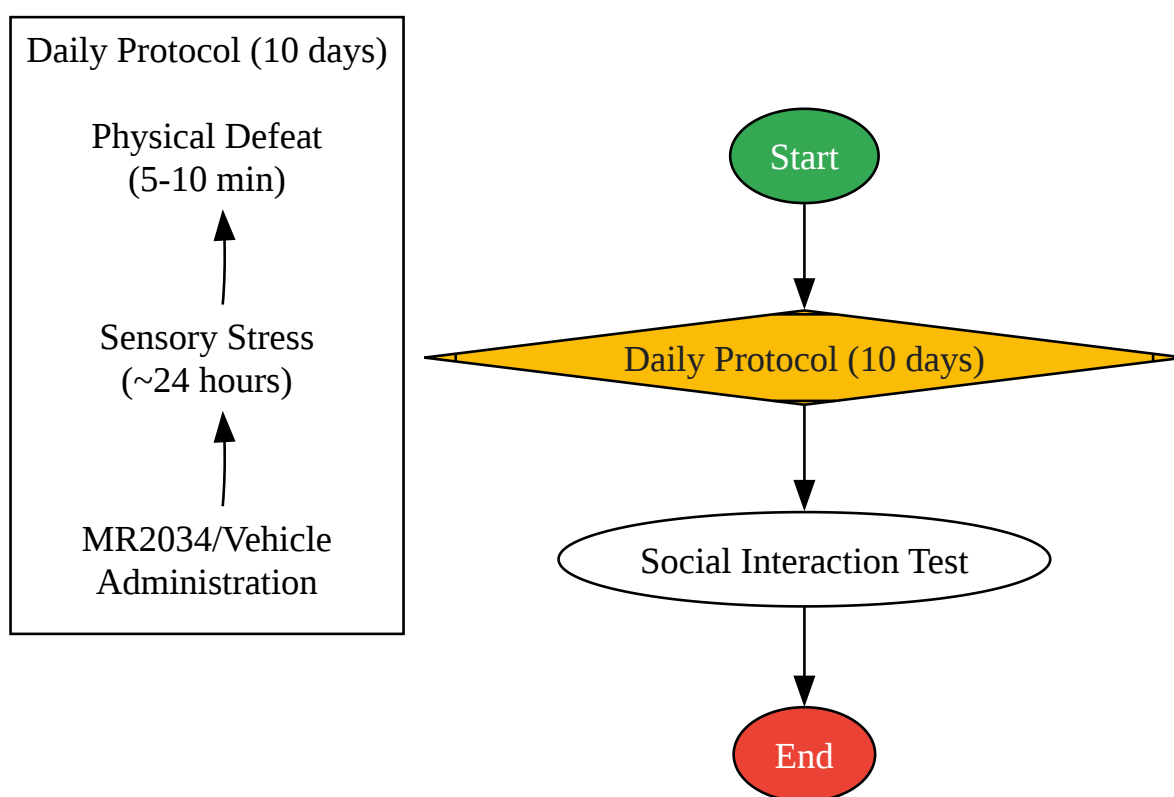 Daily Protocol (10 days)
Physical Defeat
(5-10 min)
Sensory Stress
(~24 hours)
MR2034/Vehicle
Administration
Start
Daily Protocol (10 days)
Social Interaction Test
End